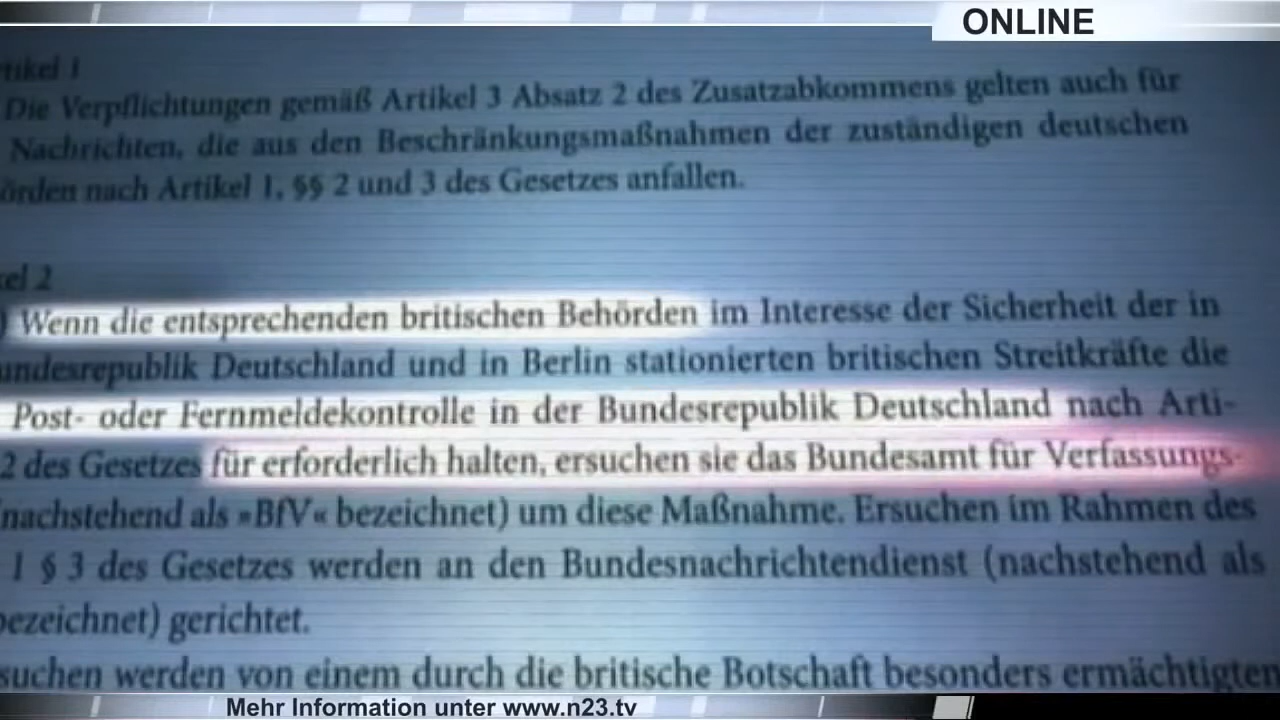 ONLINE
rtikel 1
Die Verpflichtungen gemäß Artikel 3 Absatz 2 des Zusatzabkommens gelten auch für
Nachrichten, die aus den Beschränkungsmaßnahmen der zuständigen deutschen
örden nach Artikel 1, §§ 2 und 3 des Gesetzes anfallen.
kel 2
) Wenn die entsprechenden britischen Behörden im Interesse der Sicherheit der in
undesrepublik Deutschland und in Berlin stationierten britischen Streitkräfte die
Post- oder Fernmeldekontrolle in der Bundesrepublik Deutschland nach Arti-
2 des Gesetzes für erforderlich halten, ersuchen sie das Bundesamt für Verfassungs-
(nachstehend als »BfV« bezeichnet) um diese Maßnahme. Ersuchen im Rahmen des
1 § 3 des Gesetzes werden an den Bundesnachrichtendienst (nachstehend als
bezeichnet) gerichtet.
suchen werden von einem durch die britische Botschaft besonders ermächtigten
Mehr Information unter www.n23.tv